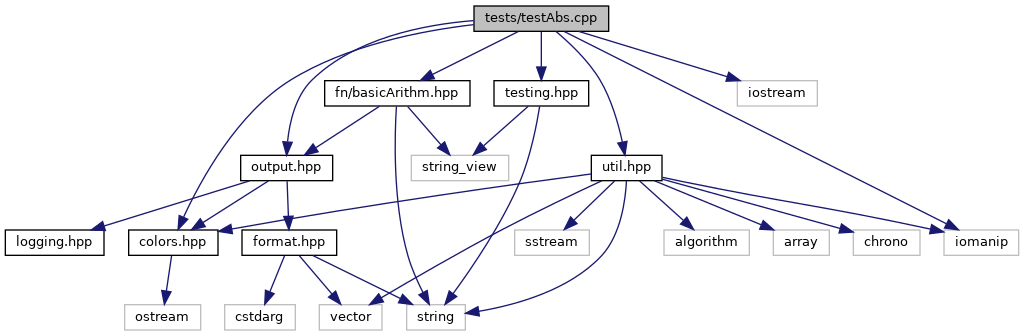 tests/testAbs.cpp
fn/basicArithm.hpp
testing.hpp
iostream
output.hpp
string_view
util.hpp
logging.hpp
colors.hpp
format.hpp
sstream
algorithm
array
chrono
iomanip
ostream
cstdarg
vector
string